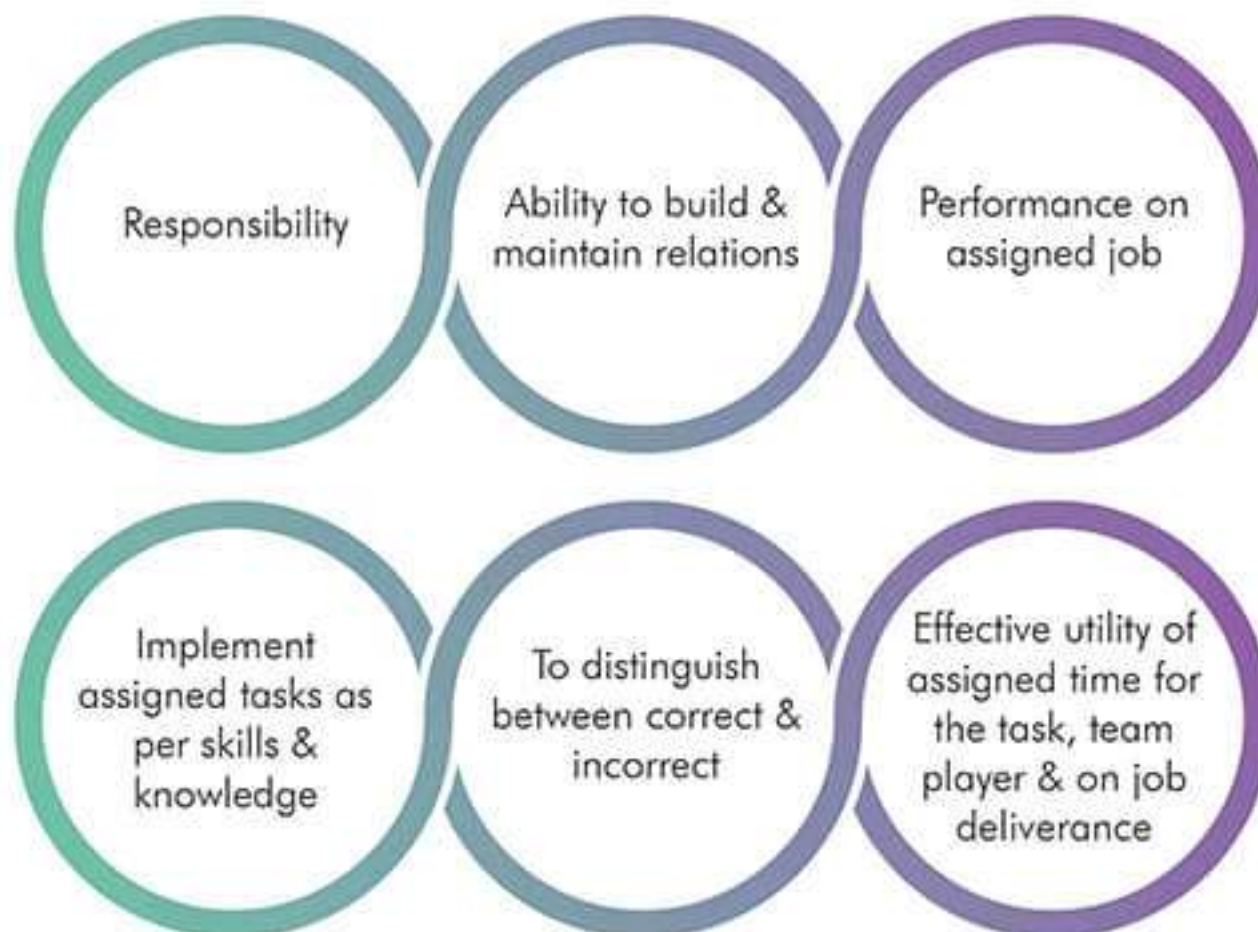 Responsibility
Ability to build &
maintain relations
Performance on
assigned job
Implement
assigned tasks as
per skills &
knowledge
To distinguish
between correct &
incorrect
Effective utility of
assigned time for
the task, team
player & on job
deliverance